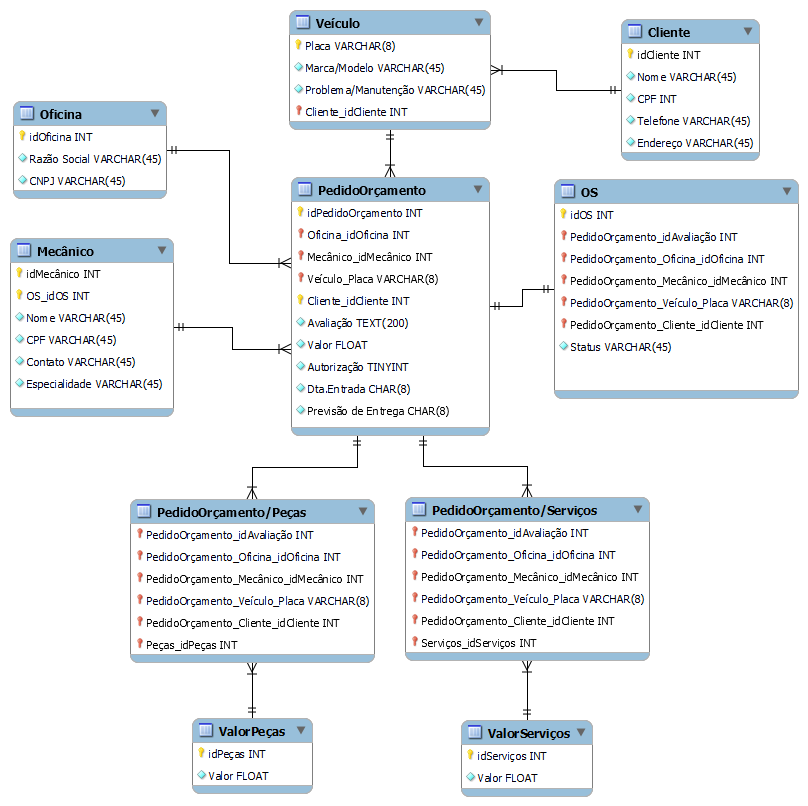 Veículo
Placa VARCHAR(8)
Marca/Modelo VARCHAR(45)
Problema/Manutenção VARCHAR(45)
Cliente_idCliente INT
Cliente
idCliente INT
Nome VARCHAR(45)
CPF INT
Telefone VARCHAR(45)
Endereço VARCHAR(45)
Oficina
idOficina INT
Razão Social VARCHAR(45)
CNPJ VARCHAR(45)
PedidoOrçamento
idPedidoOrçamento INT
Oficina_idOficina INT
Mecânico_idMecânico INT
Veículo_Placa VARCHAR(8)
Cliente_idCliente INT
Avaliação TEXT(200)
Valor FLOAT
Autorização TINYINT
Dta.Entrada CHAR(8)
Previsão de Entrega CHAR(8)
OS
idOS INT
PedidoOrçamento_idAvaliação INT
PedidoOrçamento_Oficina_idOficina INT
PedidoOrçamento_Mecânico_idMecânico INT
PedidoOrçamento_Veículo_Placa VARCHAR(8)
PedidoOrçamento_Cliente_idCliente INT
Status VARCHAR(45)
Mecânico
idMecânico INT
OS_idOS INT
Nome VARCHAR(45)
CPF VARCHAR(45)
Contato VARCHAR(45)
Especialidade VARCHAR(45)
PedidoOrçamento/Peças
PedidoOrçamento_idAvaliação INT
PedidoOrçamento_Oficina_idOficina INT
PedidoOrçamento_Mecânico_idMecânico INT
PedidoOrçamento_Veículo_Placa VARCHAR(8)
PedidoOrçamento_Cliente_idCliente INT
Peças_idPeças INT
PedidoOrçamento/Serviços
PedidoOrçamento_idAvaliação INT
PedidoOrçamento_Oficina_idOficina INT
PedidoOrçamento_Mecânico_idMecânico INT
PedidoOrçamento_Veículo_Placa VARCHAR(8)
PedidoOrçamento_Cliente_idCliente INT
Serviços_idServiços INT
ValorPeças
idPeças INT
Valor FLOAT
ValorServiços
idServiços INT
Valor FLOAT